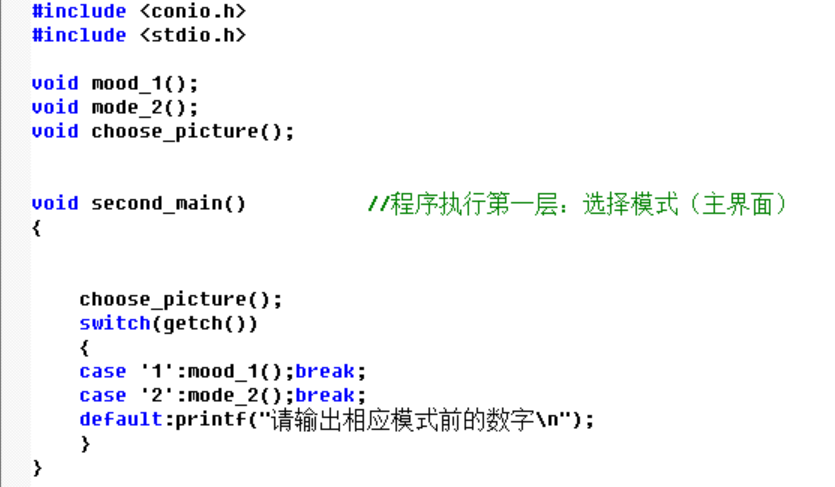 #include <conio.h>
#include <stdio.h>
void mood_1();
void mode_2();
void choose_picture();
void second_main() //程序执行第一层：选择模式（主界面）
{
choose_picture();
switch(getch())
{
case '1':mood_1();break;
case '2':mode_2();break;
default:printf("请输出相应模式前的数字\n");
}
}